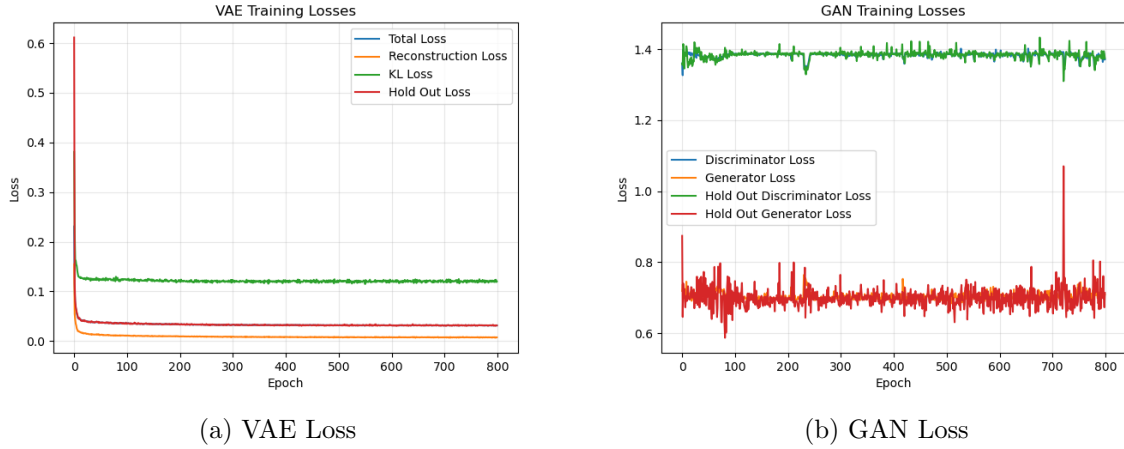 VAE Training Losses
0.6
0.5
0.4
0.3
0.2
0.1
0.0
Loss
Total Loss
Reconstruction Loss
KL Loss
Hold Out Loss
0 100 200 300 400 500 600 700 800
Epoch
(a) VAE Loss
GAN Training Losses
1.4
1.2
1.0
0.8
0.6
Loss
Discriminator Loss
Generator Loss
Hold Out Discriminator Loss
Hold Out Generator Loss
0 100 200 300 400 500 600 700 800
Epoch
(b) GAN Loss